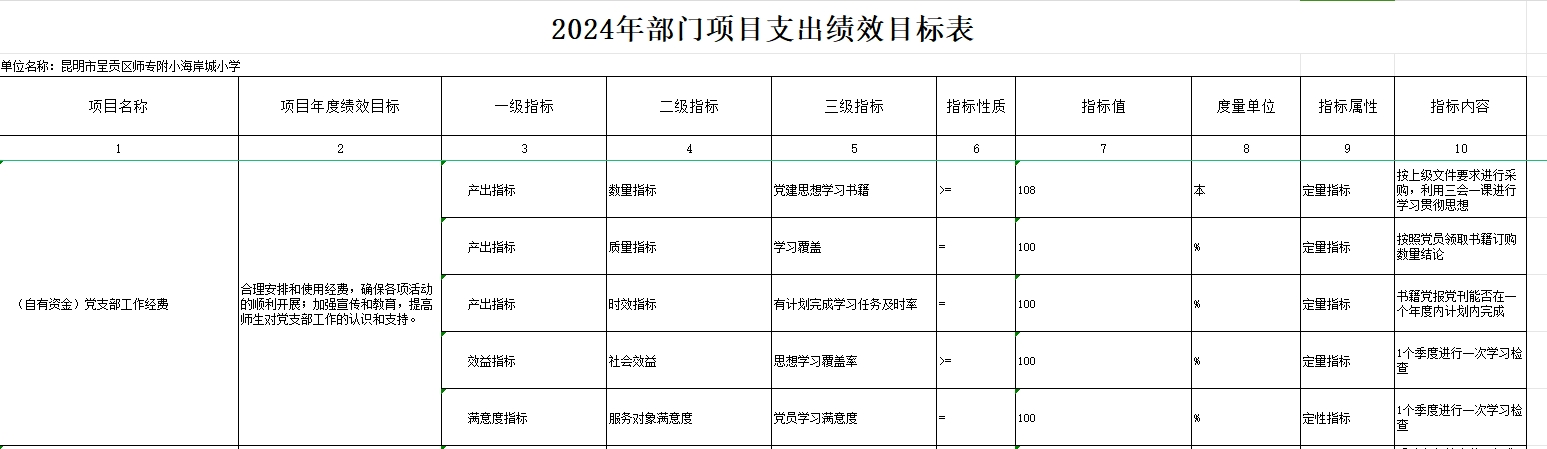 2024年部门项目支出绩效目标表
单位名称：昆明市呈贡区师专附小海岸城小学
项目名称 项目年度绩效目标 一级指标 二级指标 三级指标 指标性质 指标值 度量单位 指标属性 指标内容
1 2 3 4 5 6 7 8 9 10
（自有资金）党支部工作经费
合理安排和使用经费，确保各项活动
的顺利开展；加强宣传和教育，提高
师生对党支部工作的认识和支持。
产出指标 数量指标 党建思想学习书籍 >= 108 本 定量指标
按上级文件要求进行采
购，利用三会一课进行
学习贯彻思想
产出指标 质量指标 学习覆盖 = 100 % 定量指标
按照党员领取书籍订购
数量结论
产出指标 时效指标 有计划完成学习任务及时率 = 100 % 定量指标
书籍党报党刊能否在一
个年度内计划内完成
效益指标 社会效益 思想学习覆盖率 >= 100 % 定量指标
1个季度进行一次学习检
查
满意度指标 服务对象满意度 党员学习满意度 = 100 % 定性指标
1个季度进行一次学习检
查